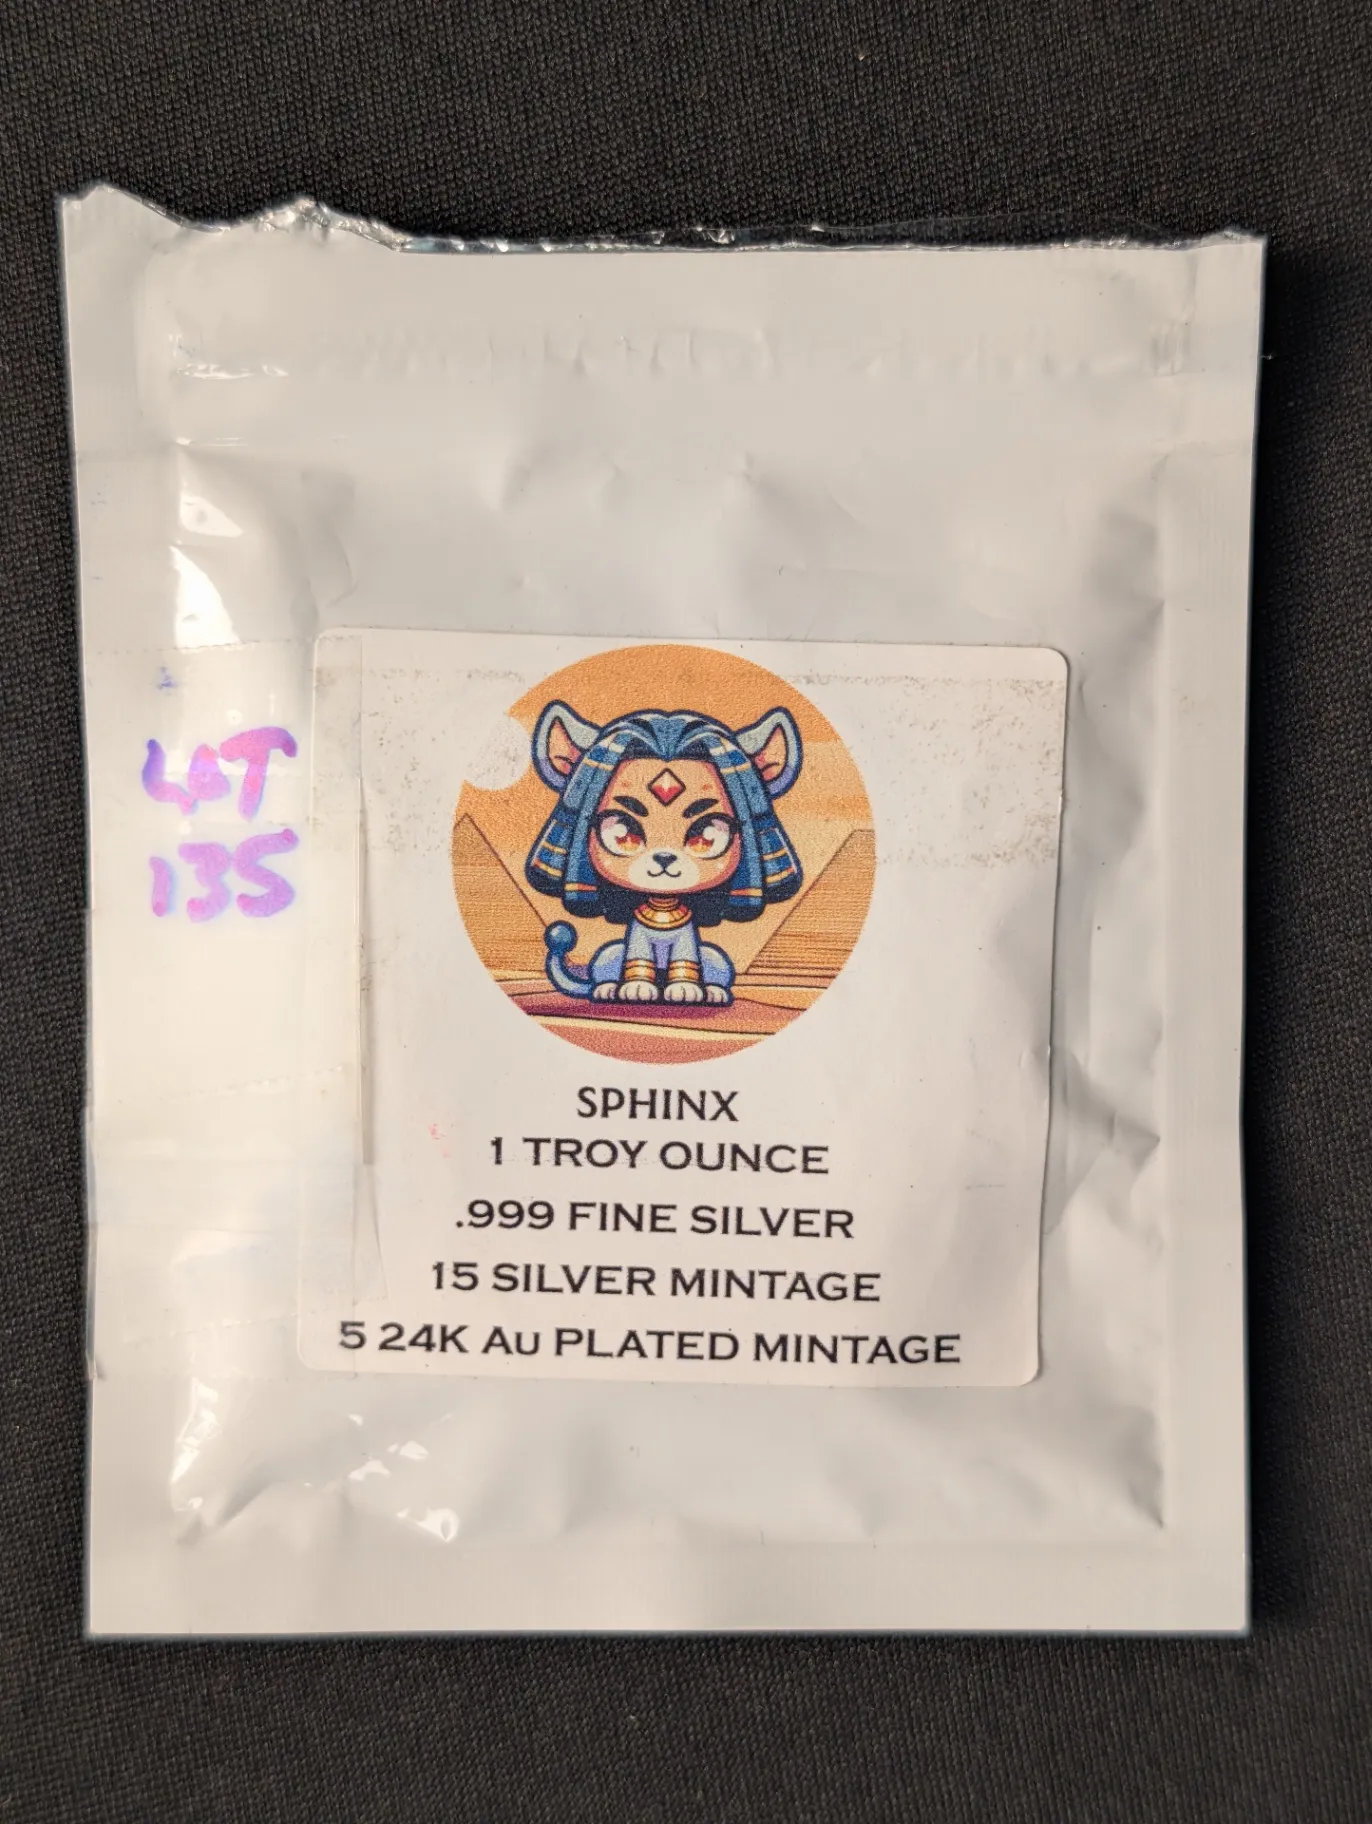 LOT
135
SPHINX
1 TROY OUNCE
.999 FINE SILVER
15 SILVER MINTAGE
5 24K Au PLATED MINTAGE